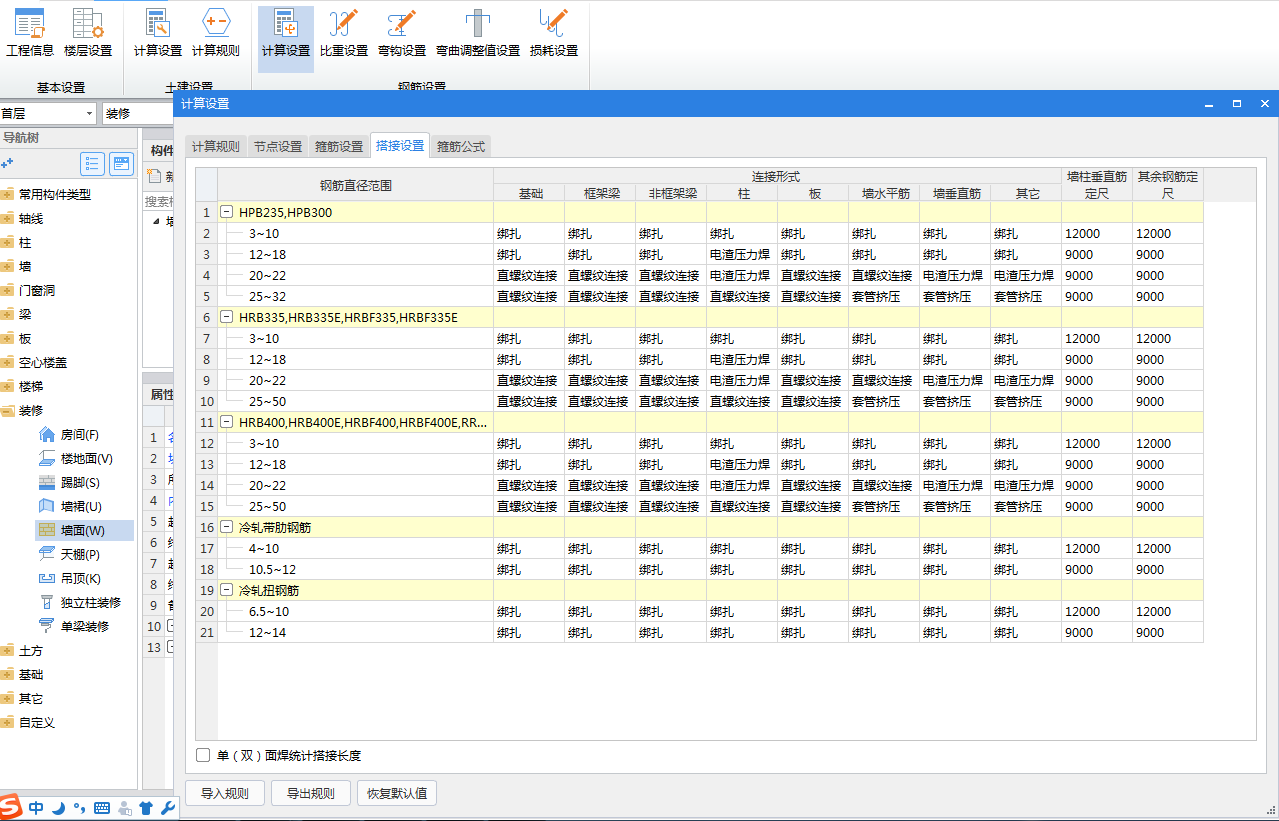 工程信息 楼层设置 计算设置 计算规则 计算设置 比重设置 弯钩设置 弯曲调整值设置 损耗设置
基本设置 土建设置 钢筋设置
首层 装修
计算设置
导航树
构件
常用构件类型
轴线
柱
墙
门窗洞
梁
板
空心楼盖
楼梯
装修
房间(F)
楼地面(V)
踢脚(S)
墙裙(U)
墙面(W)
天棚(P)
吊顶(K)
独立柱装修
单梁装修
土方
基础
其它
自定义
中
属性
1
2
3
4
5
6
7
8
9
10
13
计算规则 节点设置 箍筋设置 搭接设置 箍筋公式
钢筋直径范围 连接形式 墙柱垂直筋定尺 其余钢筋定尺
基础 框架梁 非框架梁 柱 板 墙水平筋 墙垂直筋 其它
1 HPB235,HPB300
2 3~10 绑扎 绑扎 绑扎 绑扎 绑扎 绑扎 绑扎 绑扎 12000 12000
3 12~18 绑扎 绑扎 绑扎 电渣压力焊 绑扎 绑扎 绑扎 绑扎 9000 9000
4 20~22 直螺纹连接 直螺纹连接 直螺纹连接 电渣压力焊 直螺纹连接 直螺纹连接 电渣压力焊 电渣压力焊 9000 9000
5 25~32 直螺纹连接 直螺纹连接 直螺纹连接 直螺纹连接 直螺纹连接 套管挤压 套管挤压 套管挤压 9000 9000
6 HRB335,HRB335E,HRBF335,HRBF335E
7 3~10 绑扎 绑扎 绑扎 绑扎 绑扎 绑扎 绑扎 绑扎 12000 12000
8 12~18 绑扎 绑扎 绑扎 电渣压力焊 绑扎 绑扎 绑扎 绑扎 9000 9000
9 20~22 直螺纹连接 直螺纹连接 直螺纹连接 电渣压力焊 直螺纹连接 直螺纹连接 电渣压力焊 电渣压力焊 9000 9000
10 25~50 直螺纹连接 直螺纹连接 直螺纹连接 直螺纹连接 直螺纹连接 套管挤压 套管挤压 套管挤压 9000 9000
11 HRB400,HRB400E,HRBF400,HRBF400E,RR...
12 3~10 绑扎 绑扎 绑扎 绑扎 绑扎 绑扎 绑扎 绑扎 12000 12000
13 12~18 绑扎 绑扎 绑扎 电渣压力焊 绑扎 绑扎 绑扎 绑扎 9000 9000
14 20~22 直螺纹连接 直螺纹连接 直螺纹连接 电渣压力焊 直螺纹连接 直螺纹连接 电渣压力焊 电渣压力焊 9000 9000
15 25~50 直螺纹连接 直螺纹连接 直螺纹连接 直螺纹连接 直螺纹连接 套管挤压 套管挤压 套管挤压 9000 9000
16 冷轧带肋钢筋
17 4~10 绑扎 绑扎 绑扎 绑扎 绑扎 绑扎 绑扎 绑扎 12000 12000
18 10.5~12 绑扎 绑扎 绑扎 绑扎 绑扎 绑扎 绑扎 绑扎 9000 9000
19 冷轧扭钢筋
20 6.5~10 绑扎 绑扎 绑扎 绑扎 绑扎 绑扎 绑扎 绑扎 12000 12000
21 12~14 绑扎 绑扎 绑扎 绑扎 绑扎 绑扎 绑扎 绑扎 9000 9000
单（双）面焊统计搭接长度
导入规则 导出规则 恢复默认值